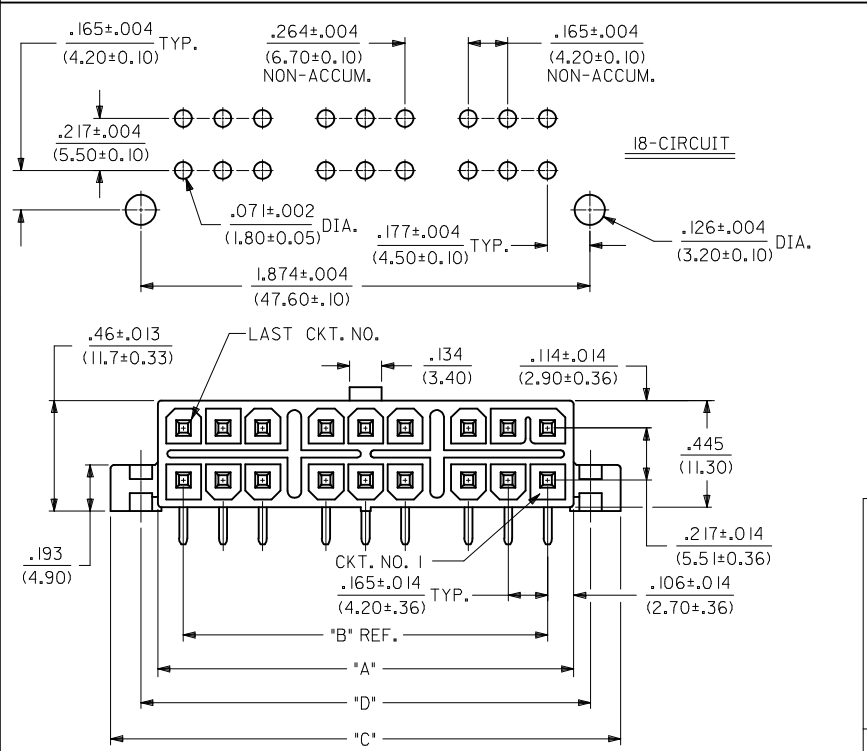 .165±.004
(4.20±0.10) TYP.
.264±.004
(6.70±0.10)
NON-ACCUM.
.165±.004
(4.20±0.10)
NON-ACCUM.
.217±.004
(5.50±0.10)
18-CIRCUIT
.071±.002
(1.80±0.05) DIA.
.177±.004
(4.50±0.10) TYP.
.126±.004
(3.20±0.10) DIA.
1.874±.004
(47.60±.10)
.46±.013
(11.7±0.33)
LAST CKT. NO.
.134
(3.40)
.114±.014
(2.90±0.36)
.445
(11.30)
.193
(4.90)
CKT. NO. 1
.217±.014
(5.51±0.36)
.165±.014
(4.20±.36) TYP.
.106±.014
(2.70±.36)
"B" REF.
"A"
"D"
"C"